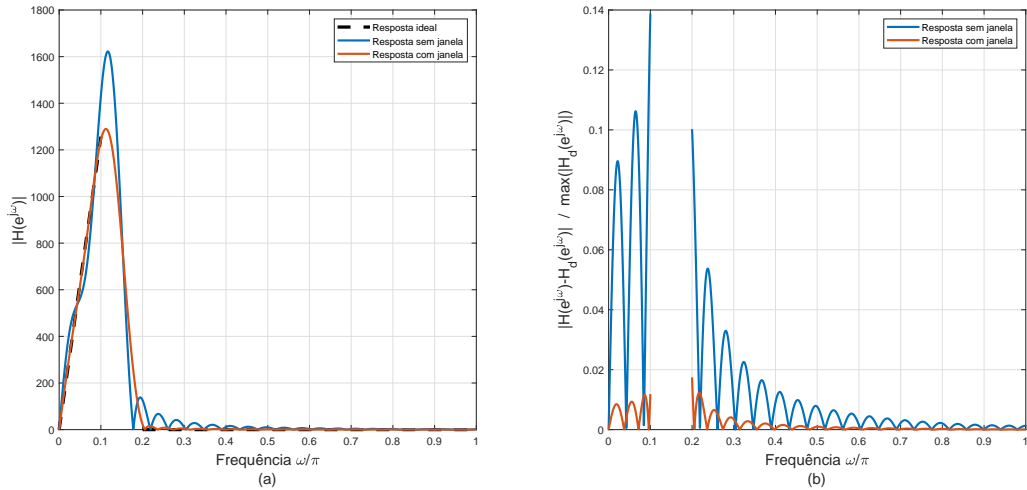 1800
1600
1400
1200
1000
800
600
400
200
0
|H(e^{jω})|
Resposta ideal
Resposta sem janela
Resposta com janela
0 0.1 0.2 0.3 0.4 0.5 0.6 0.7 0.8 0.9 1
Frequência ω/π
(a)
0.14
0.12
0.1
0.08
0.06
0.04
0.02
0
|H(e^{jω})-H_d(e^{jω})| / max(|H_d(e^{jω})|)
Resposta sem janela
Resposta com janela
0 0.1 0.2 0.3 0.4 0.5 0.6 0.7 0.8 0.9 1
Frequência ω/π
(b)